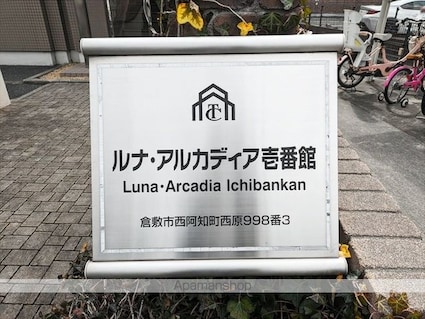 TC
ルナ・アルカディア壱番館
Luna・Arcadia Ichibankan
倉敷市西阿知町西原998番3
Apamanshop